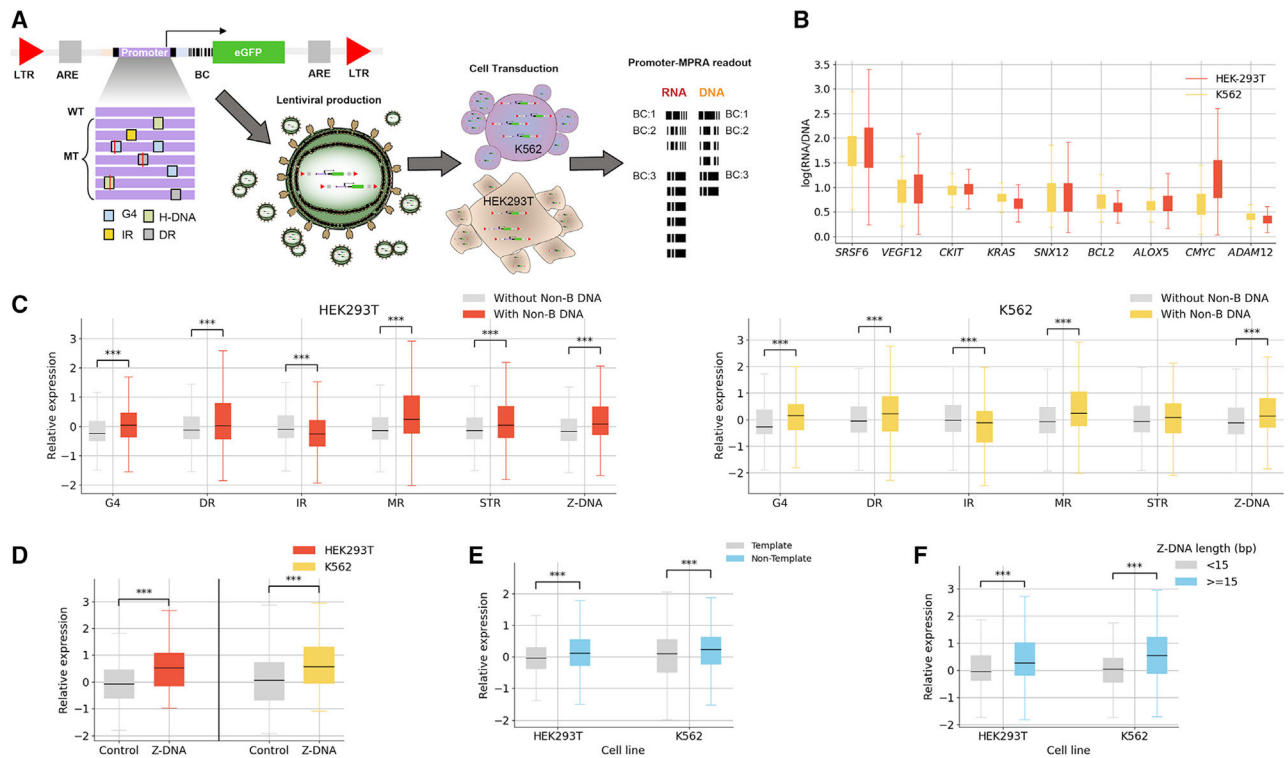 A
Promoter
eGFP
LTR
ARE
BC
ARE
LTR
WT
MT
G4
H-DNA
IR
DR
Lentiviral production
Cell Transduction
K562
HEK293T
Promoter-MPRA readout
RNA
DNA
BC:1
BC:1
BC:2
BC:2
BC:3
BC:3
B
HEK-293T
K562
log(RNA/DNA)
3.5
3.0
2.5
2.0
1.5
1.0
0.5
0.0
SRSF6 VEGF12 CKIT KRAS SNX12 BCL2 ALOX5 CMYC ADAM12
C
HEK293T
Without Non-B DNA
With Non-B DNA
Relative expression
3
2
1
0
−1
−2
*** *** *** *** *** ***
G4 DR IR MR STR Z-DNA
K562
Without Non-B DNA
With Non-B DNA
Relative expression
3
2
1
0
−1
−2
*** *** *** *** ***
G4 DR IR MR STR Z-DNA
D
HEK293T
K562
Relative expression
3
2
1
0
−1
−2
*** ***
Control Z-DNA Control Z-DNA
E
Template
Non-Template
Relative expression
3
2
1
0
−1
−2
*** ***
HEK293T K562
Cell line
F
Z-DNA length (bp)
<15
>=15
Relative expression
3
2
1
0
−1
−2
*** ***
HEK293T K562
Cell line